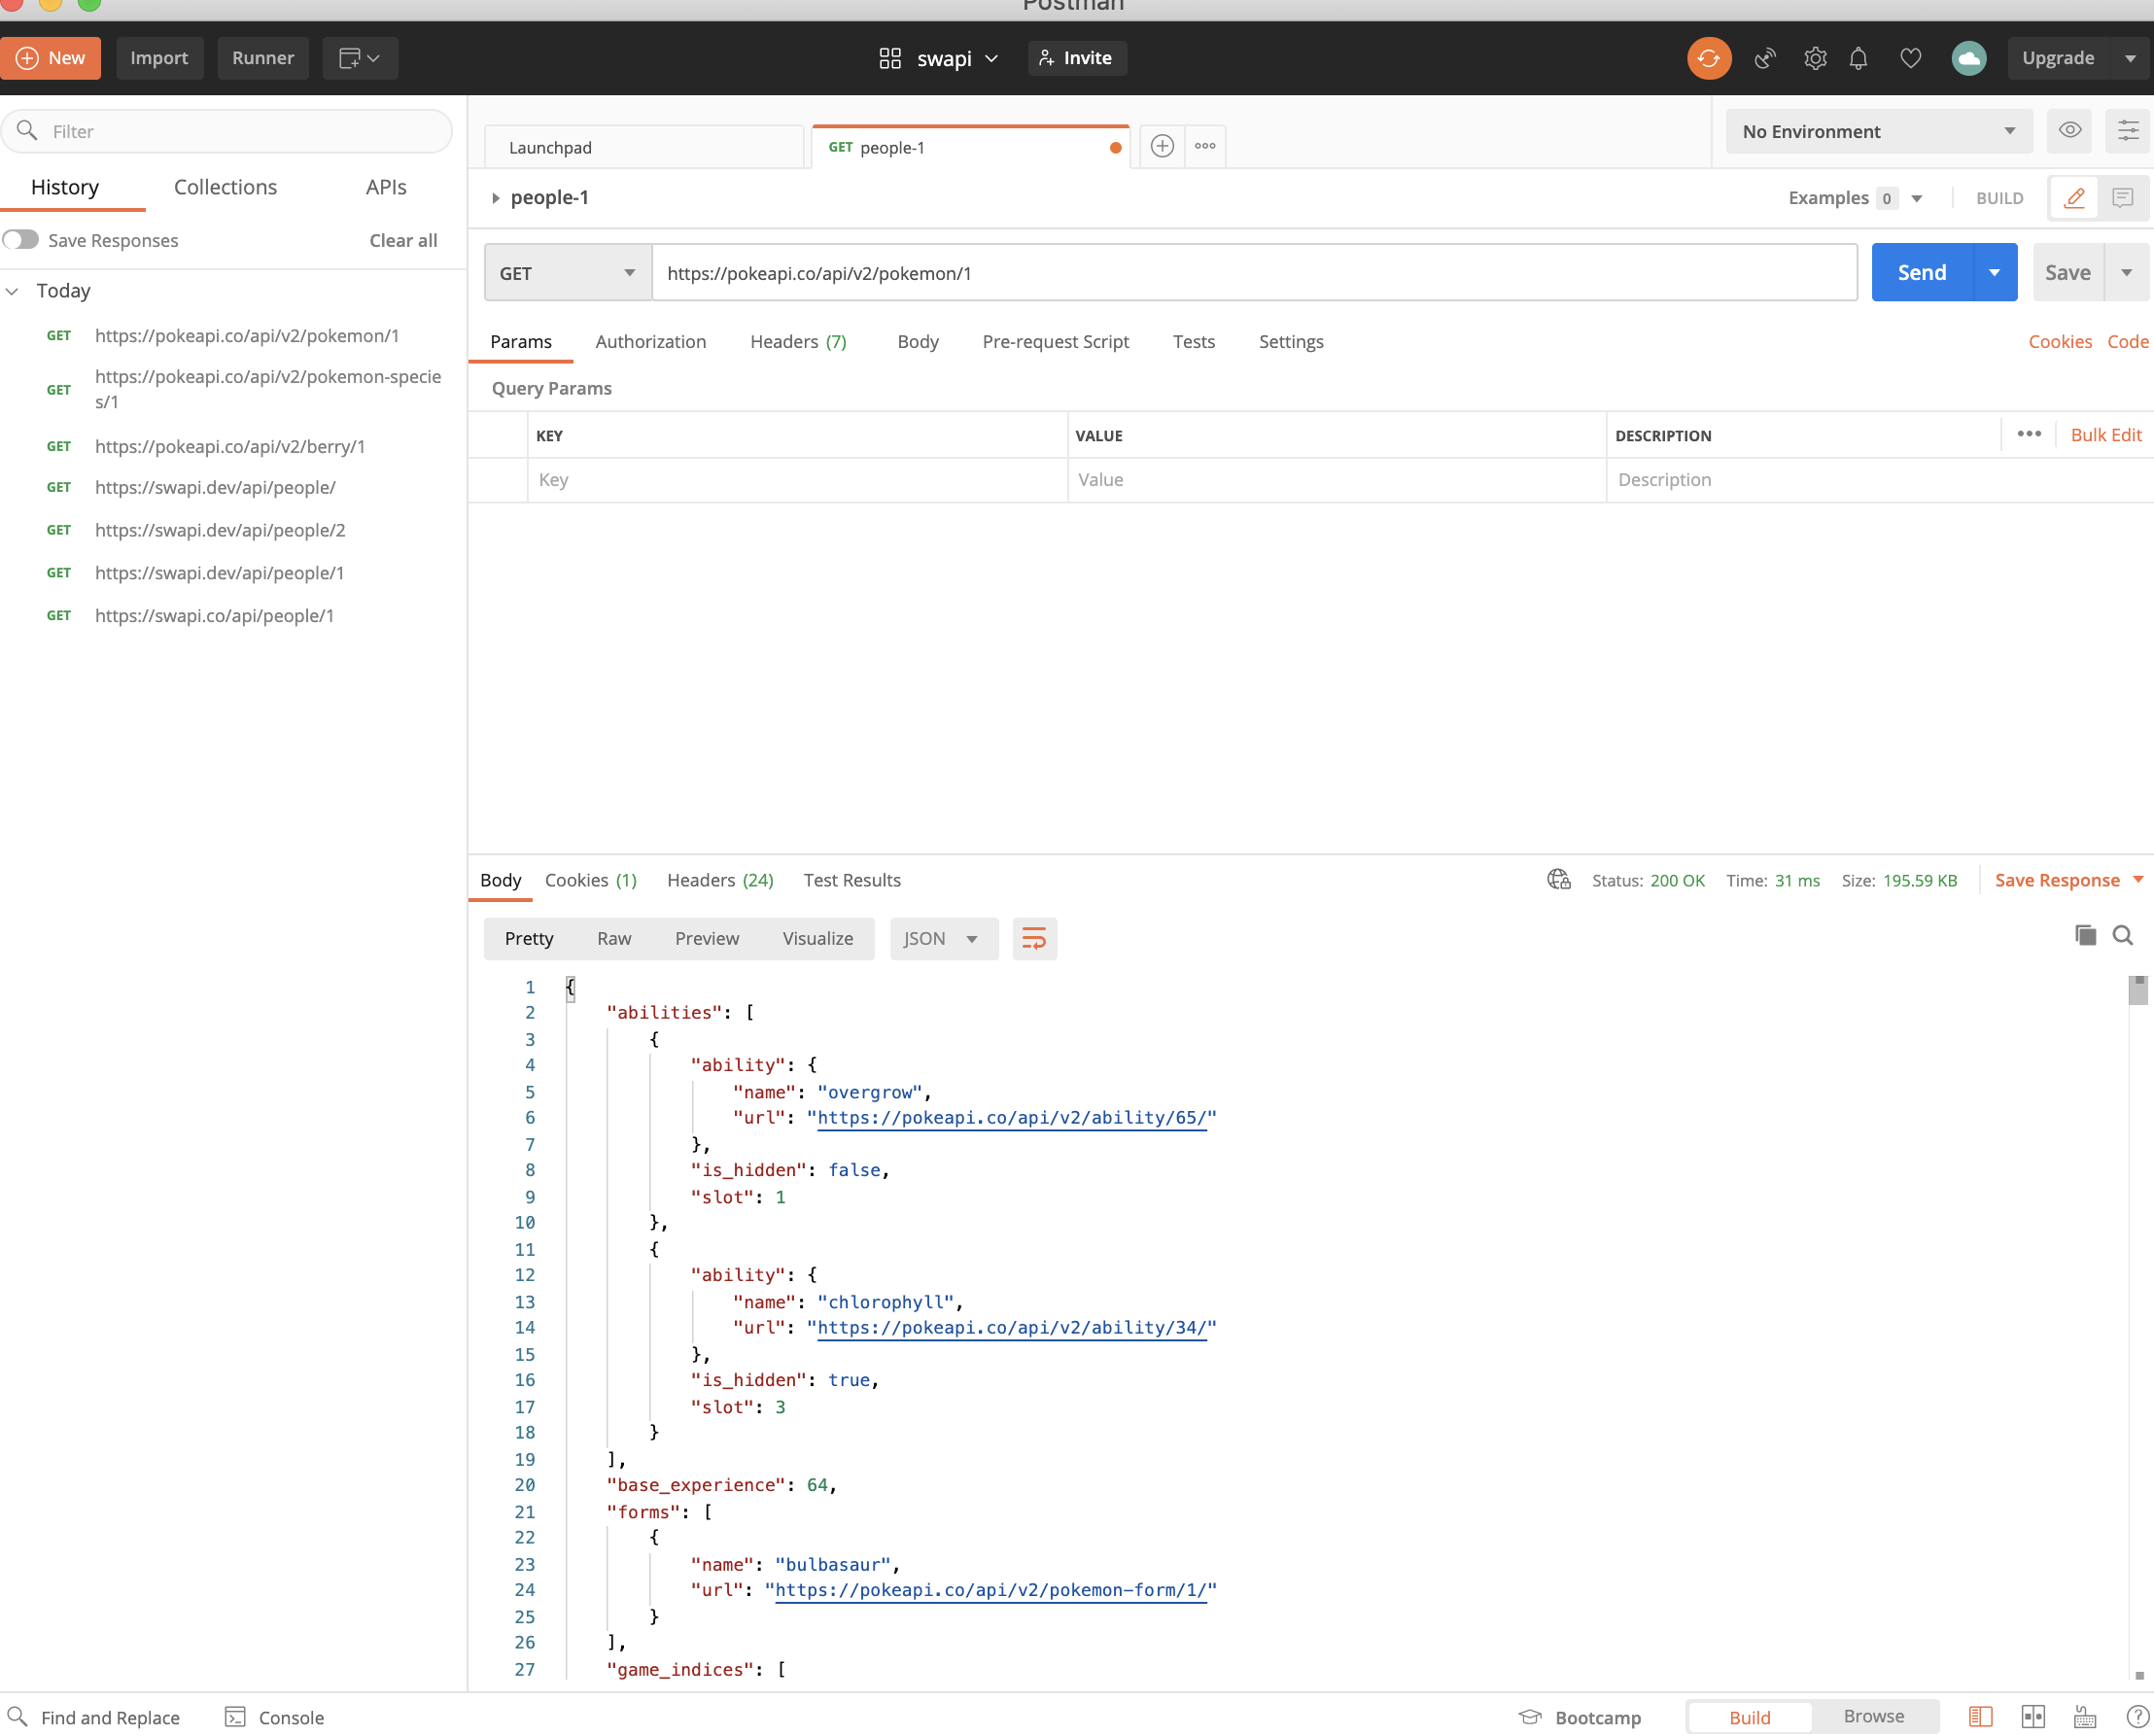 Postman
New Import Runner swapi Invite Upgrade
Filter
History Collections APIs
Save Responses Clear all
Today
GET https://pokeapi.co/api/v2/pokemon/1
GET https://pokeapi.co/api/v2/pokemon-specie
s/1
GET https://pokeapi.co/api/v2/berry/1
GET https://swapi.dev/api/people/
GET https://swapi.dev/api/people/2
GET https://swapi.dev/api/people/1
GET https://swapi.co/api/people/1
Launchpad GET people-1 No Environment
people-1 Examples 0 BUILD
GET https://pokeapi.co/api/v2/pokemon/1 Send Save
Params Authorization Headers (7) Body Pre-request Script Tests Settings Cookies Code
Query Params
KEY VALUE DESCRIPTION Bulk Edit
Key Value Description
Body Cookies (1) Headers (24) Test Results Status: 200 OK Time: 31 ms Size: 195.59 KB Save Response
Pretty Raw Preview Visualize JSON
1 {
2 "abilities": [
3 {
4 "ability": {
5 "name": "overgrow",
6 "url": "https://pokeapi.co/api/v2/ability/65/"
7 },
8 "is_hidden": false,
9 "slot": 1
10 },
11 {
12 "ability": {
13 "name": "chlorophyll",
14 "url": "https://pokeapi.co/api/v2/ability/34/"
15 },
16 "is_hidden": true,
17 "slot": 3
18 }
19 ],
20 "base_experience": 64,
21 "forms": [
22 {
23 "name": "bulbasaur",
24 "url": "https://pokeapi.co/api/v2/pokemon-form/1/"
25 }
26 ],
27 "game_indices": [
Find and Replace Console Bootcamp Build Browse